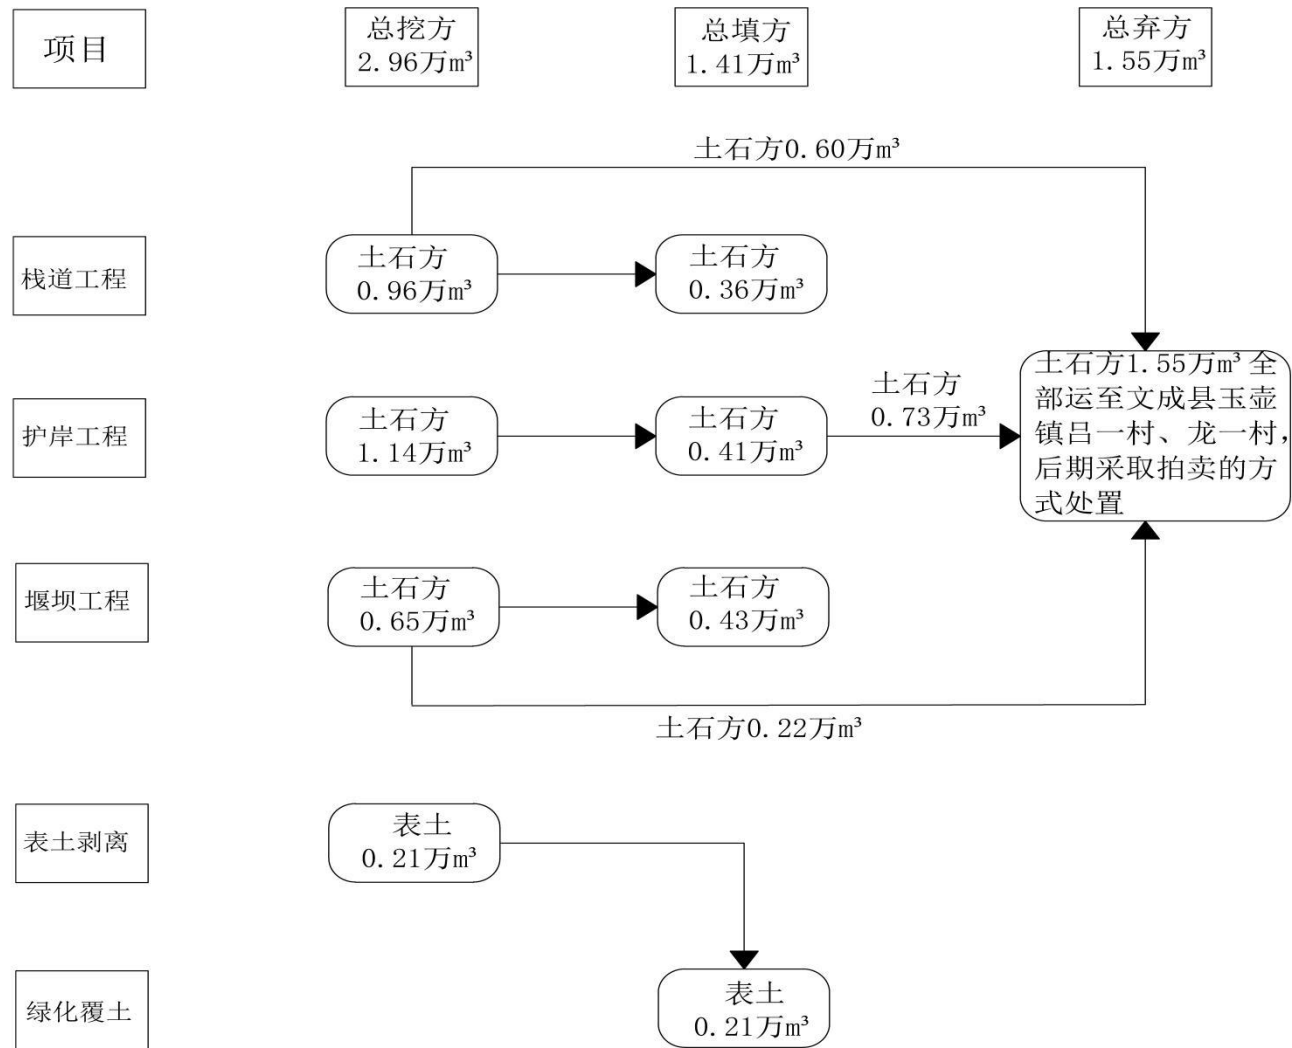 项目
总挖方
2.96万m³
总填方
1.41万m³
总弃方
1.55万m³
土石方0.60万m³
栈道工程
土石方
0.96万m³
土石方
0.36万m³
护岸工程
土石方
1.14万m³
土石方
0.41万m³
土石方
0.73万m³
土石方1.55万m³全
部运至文成县玉壶
镇吕一村、龙一村，
后期采取拍卖的方
式处置
堰坝工程
土石方
0.65万m³
土石方
0.43万m³
土石方0.22万m³
表土剥离
表土
0.21万m³
绿化覆土
表土
0.21万m³